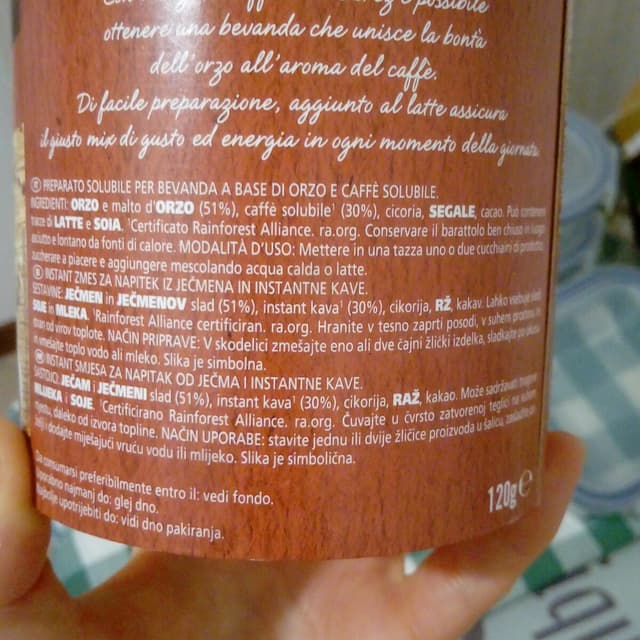 possibile
ottenere una bevanda che unisce la bontà
dell'orzo all'aroma del caffè.
Di facile preparazione, aggiunto al latte assicura
il giusto mix di gusto ed energia in ogni momento della giornata.
PREPARATO SOLUBILE PER BEVANDA A BASE DI ORZO E CAFFÈ SOLUBILE.
INGREDIENTI: ORZO e malto d'ORZO (51%), caffè solubile¹ (30%), cicoria, SEGALE, cacao. Può contenere
tracce di LATTE e SOIA. ¹Certificato Rainforest Alliance. ra.org. Conservare il barattolo ben chiuso in luogo
asciutto e lontano da fonti di calore. MODALITÀ D'USO: Mettere in una tazza uno o due cucchiaini di prodotto,
zuccherare a piacere e aggiungere mescolando acqua calda o latte.
INSTANT ZMES ZA NAPITEK IZ JEČMENA IN INSTANTNE KAVE.
SESTAVINE: JEČMEN in JEČMENOV slad (51%), instant kava¹ (30%), cikorija, RŽ, kakav. Lahko vsebuje sledi
SOJE in MLEKA. ¹Rainforest Alliance certificiran. ra.org. Hranite v tesno zaprti posodi, v suhem prostoru in
stran od virov toplote. NAČIN PRIPRAVE: V skodelici zmešajte eno ali dve čajni žlički izdelka, sladkajte po okusu
in vmešajte toplo vodo ali mleko. Slika je simbolna.
INSTANT SMJESA ZA NAPITAK OD JEČMA I INSTANTNE KAVE.
SASTOJCI: JEČAM i JEČMENI slad (51%), instant kava¹ (30%), cikorija, RAŽ, kakao. Može sadržavati tragove
MLIJEKA i SOJE. ¹Certificirano Rainforest Alliance. ra.org. Čuvajte u čvrsto zatvorenoj teglici na suhom
mjestu, daleko od izvora topline. NAČIN UPORABE: stavite jednu ili dvije žličice proizvoda u šalicu, zasladite po
želji i dodajte miješajući vruću vodu ili mlijeko. Slika je simbolična.
Da consumarsi preferibilmente entro il: vedi fondo.
Uporabno najmanj do: glej dno.
Najbolje upotrijebiti do: vidi dno pakiranja.
120g ℮